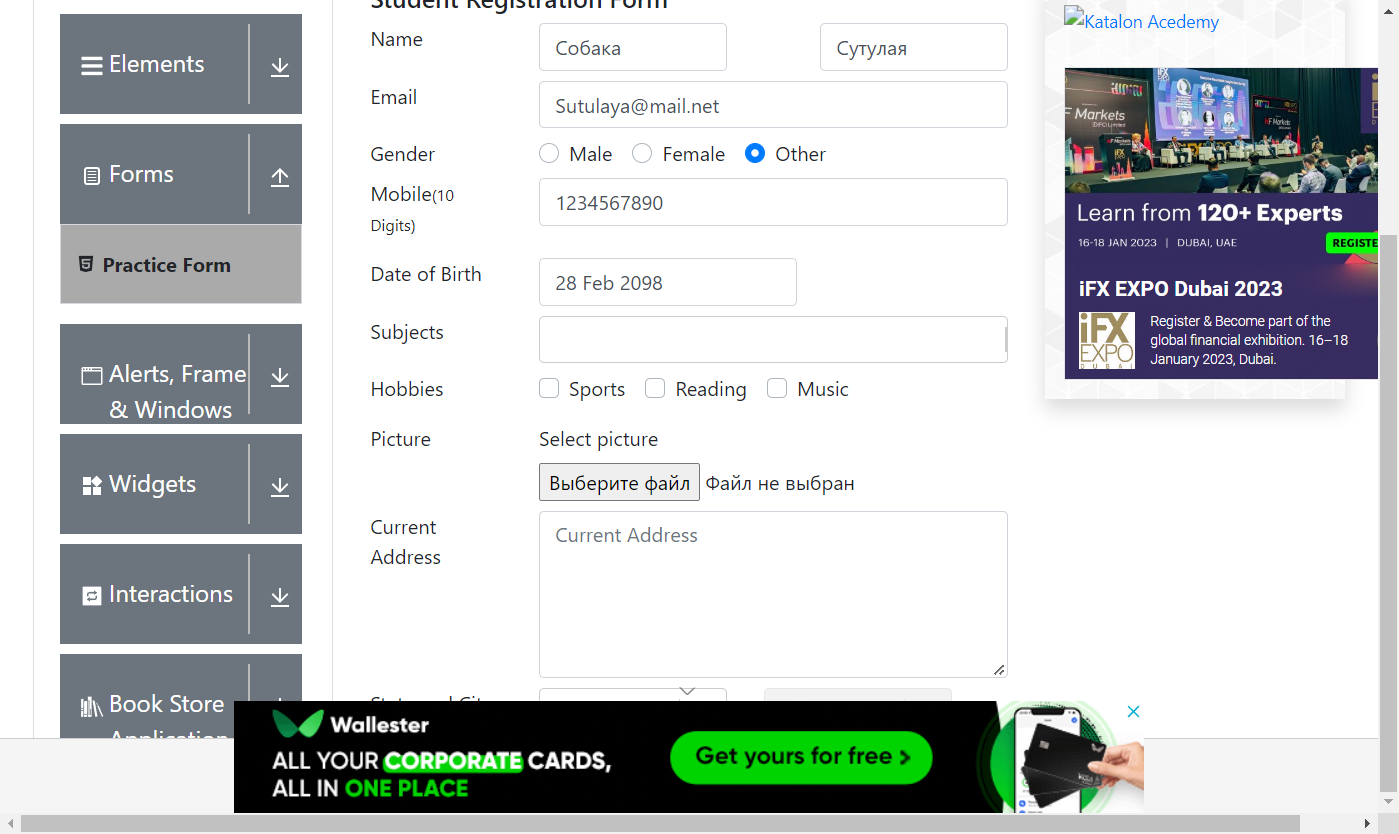 Student Registration Form
Elements
Forms
Practice Form
Alerts, Frame
& Windows
Widgets
Interactions
Book Store
Application
Name
Собака
Сутулая
Email
Sutulaya@mail.net
Gender
Male
Female
Other
Mobile(10
Digits)
1234567890
Date of Birth
28 Feb 2098
Subjects
Hobbies
Sports
Reading
Music
Picture
Select picture
Выберите файл
Файл не выбран
Current
Address
Current Address
State and City
Katalon Acedemy
Learn from 120+ Experts
16-18 JAN 2023 | DUBAI, UAE
REGISTE
iFX EXPO Dubai 2023
iFX
EXPO
DUBAI
Register & Become part of the
global financial exhibition. 16–18
January 2023, Dubai.
Wallester
ALL YOUR CORPORATE CARDS,
ALL IN ONE PLACE
Get yours for free >